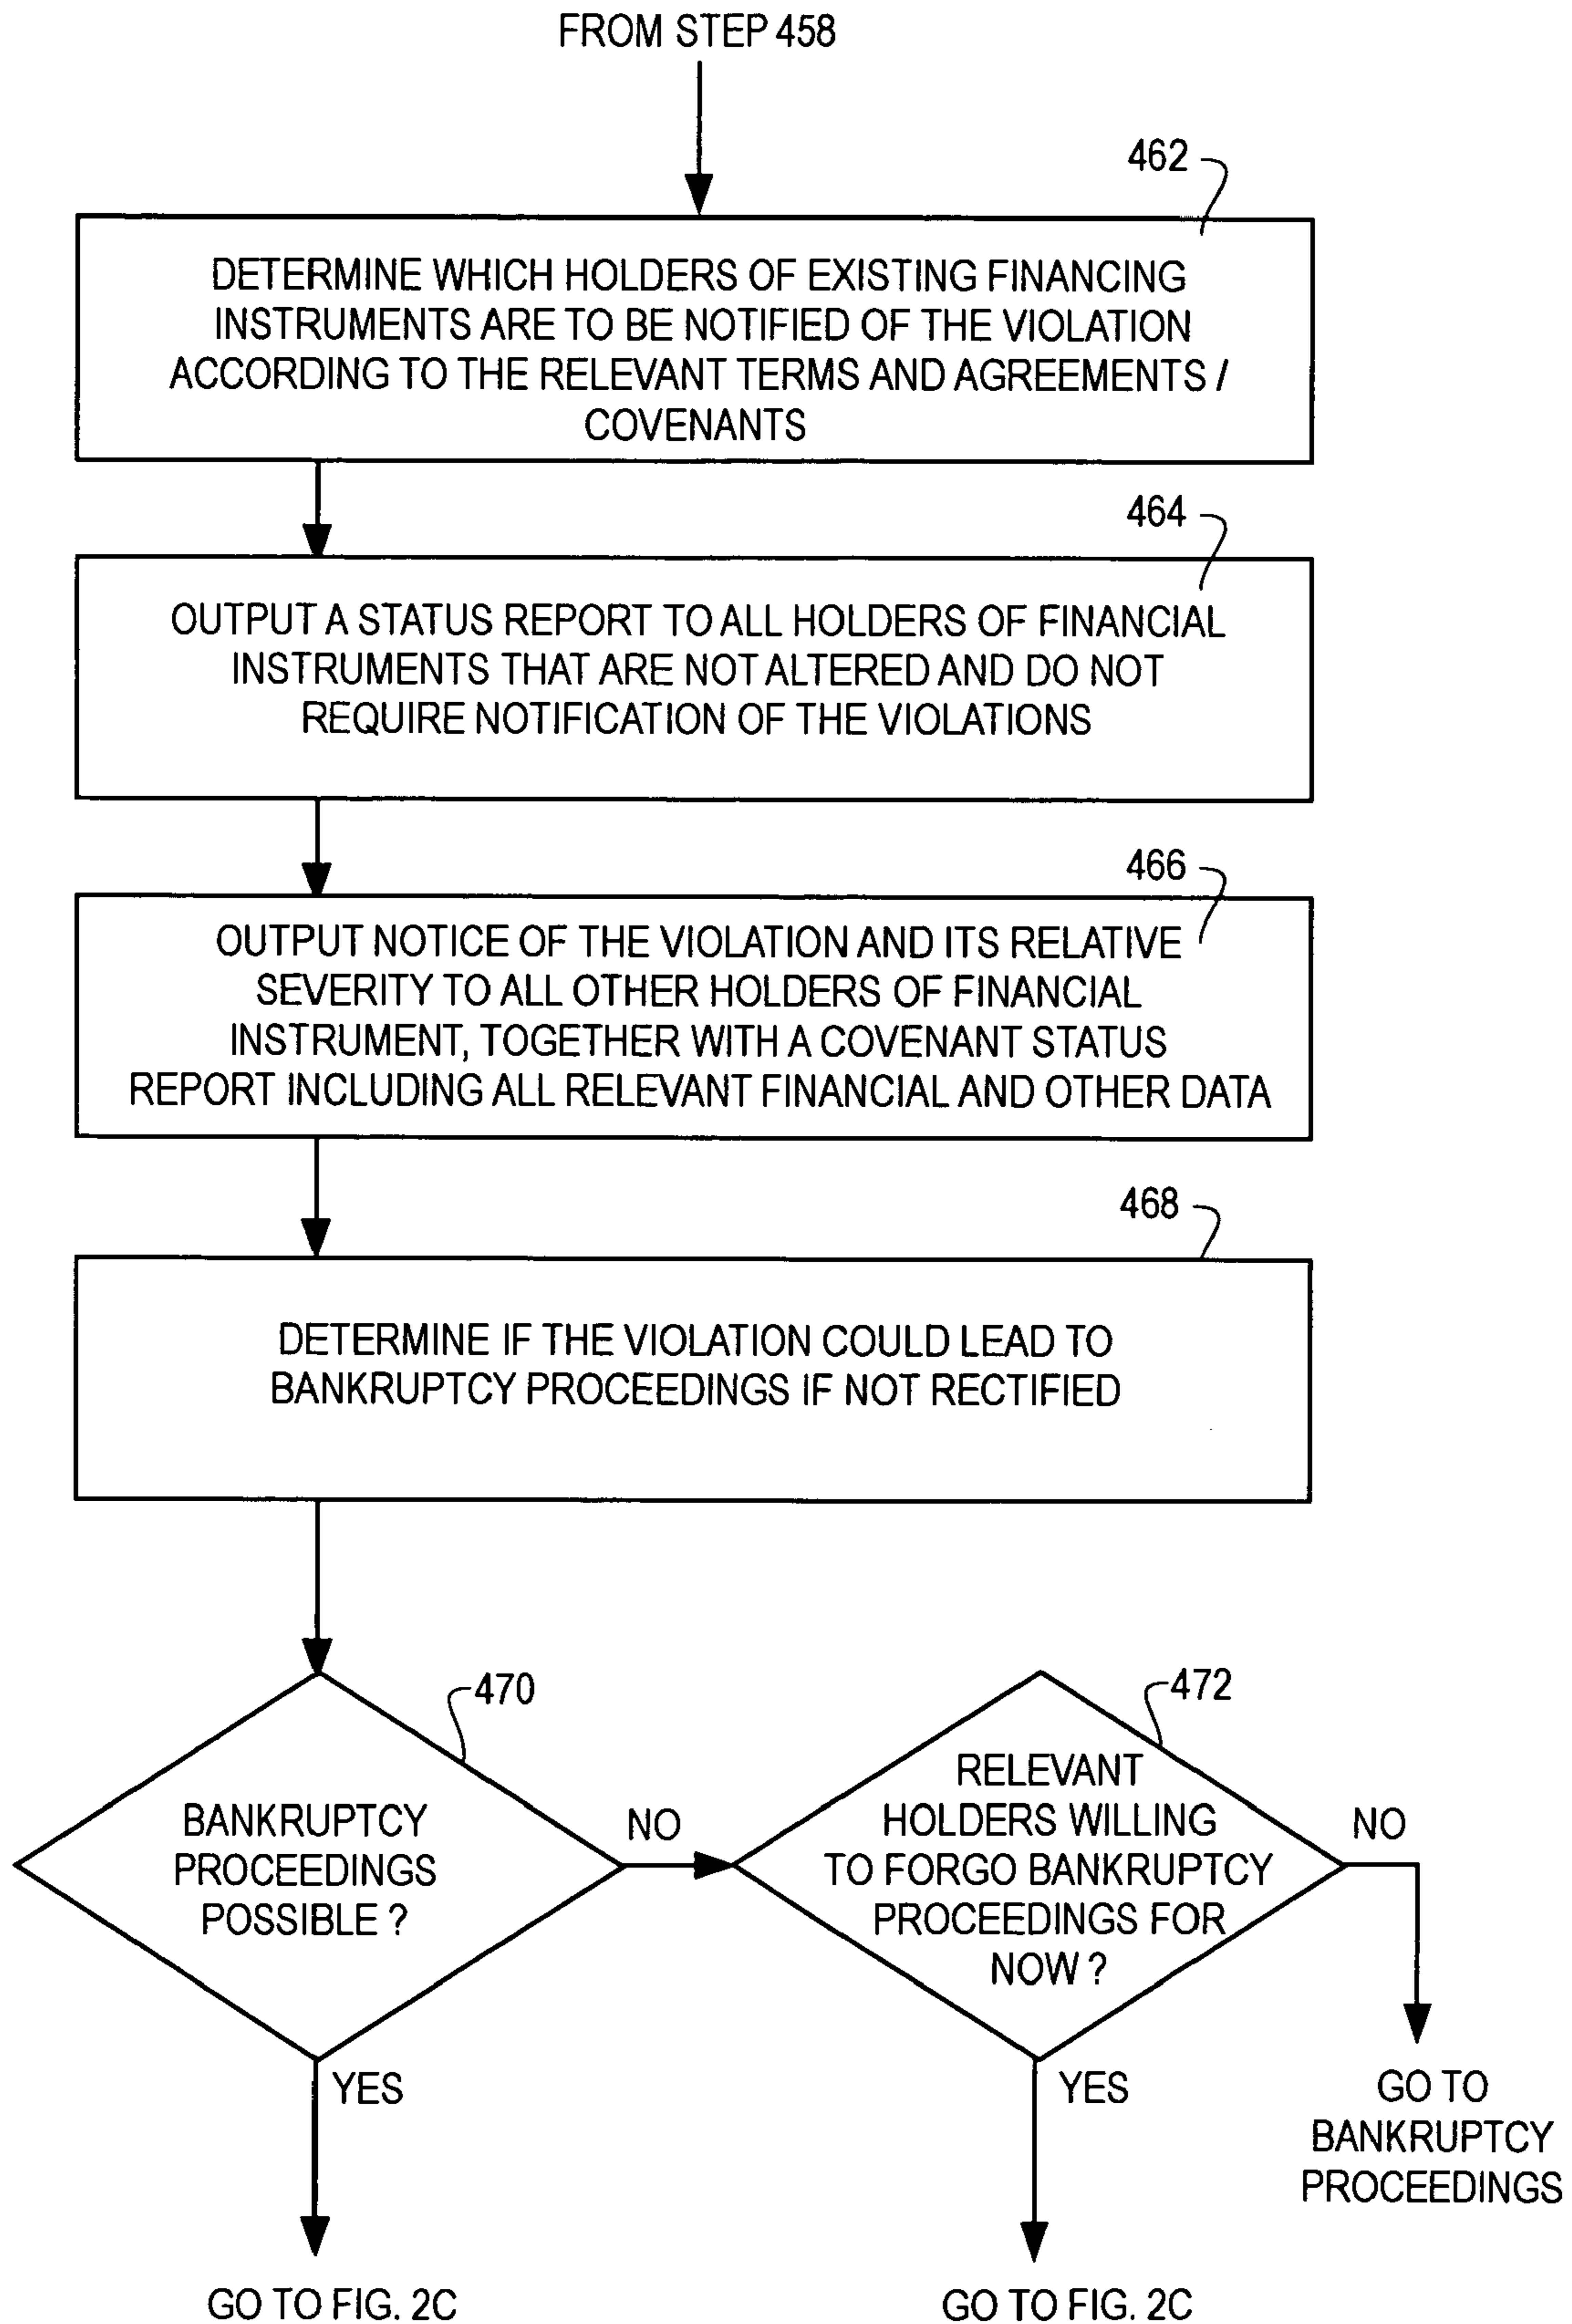 FROM STEP 458
462
DETERMINE WHICH HOLDERS OF EXISTING FINANCING
INSTRUMENTS ARE TO BE NOTIFIED OF THE VIOLATION
ACCORDING TO THE RELEVANT TERMS AND AGREEMENTS /
COVENANTS
464
OUTPUT A STATUS REPORT TO ALL HOLDERS OF FINANCIAL
INSTRUMENTS THAT ARE NOT ALTERED AND DO NOT
REQUIRE NOTIFICATION OF THE VIOLATIONS
466
OUTPUT NOTICE OF THE VIOLATION AND ITS RELATIVE
SEVERITY TO ALL OTHER HOLDERS OF FINANCIAL
INSTRUMENT, TOGETHER WITH A COVENANT STATUS
REPORT INCLUDING ALL RELEVANT FINANCIAL AND OTHER DATA
468
DETERMINE IF THE VIOLATION COULD LEAD TO
BANKRUPTCY PROCEEDINGS IF NOT RECTIFIED
470
BANKRUPTCY
PROCEEDINGS
POSSIBLE ?
NO
YES
GO TO FIG. 2C
472
RELEVANT
HOLDERS WILLING
TO FORGO BANKRUPTCY
PROCEEDINGS FOR
NOW ?
NO
YES
GO TO FIG. 2C
GO TO
BANKRUPTCY
PROCEEDINGS